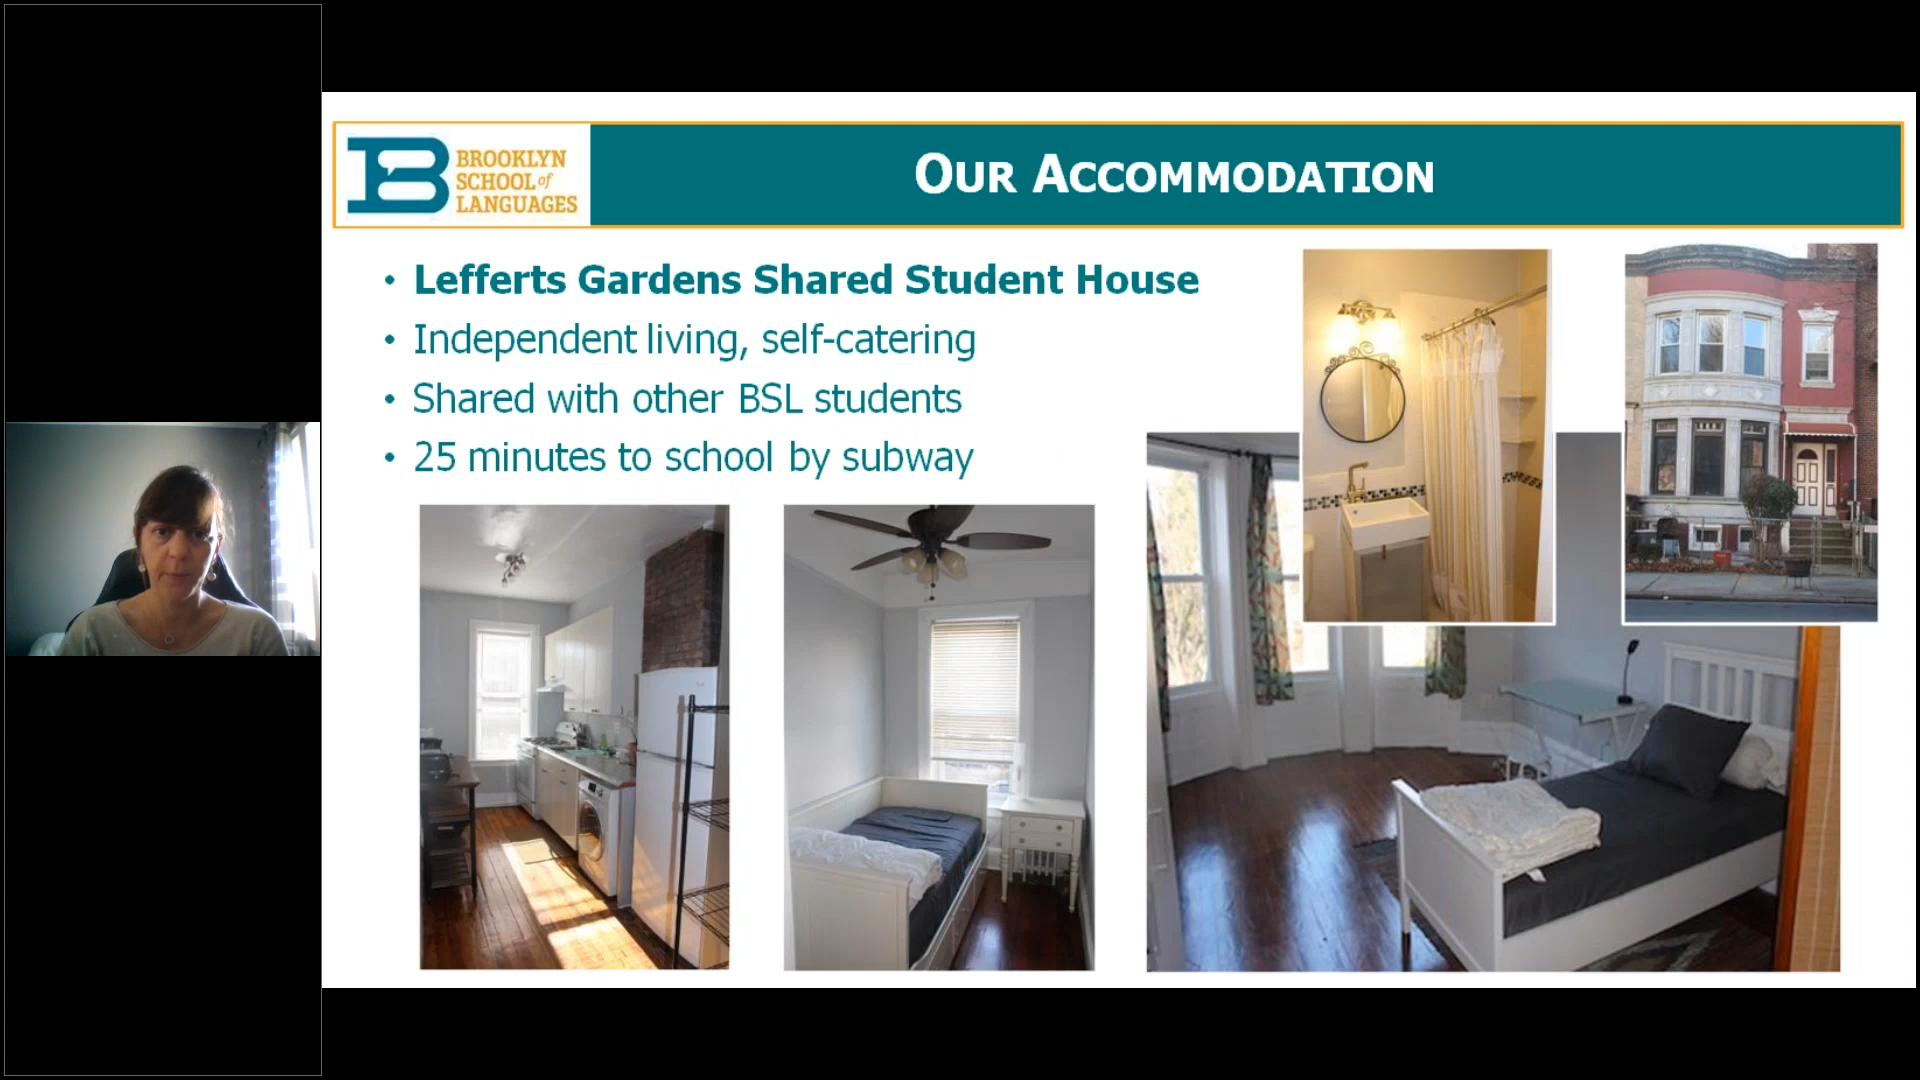 BROOKLYN
SCHOOL of
LANGUAGES
OUR ACCOMMODATION
• Lefferts Gardens Shared Student House
• Independent living, self-catering
• Shared with other BSL students
• 25 minutes to school by subway